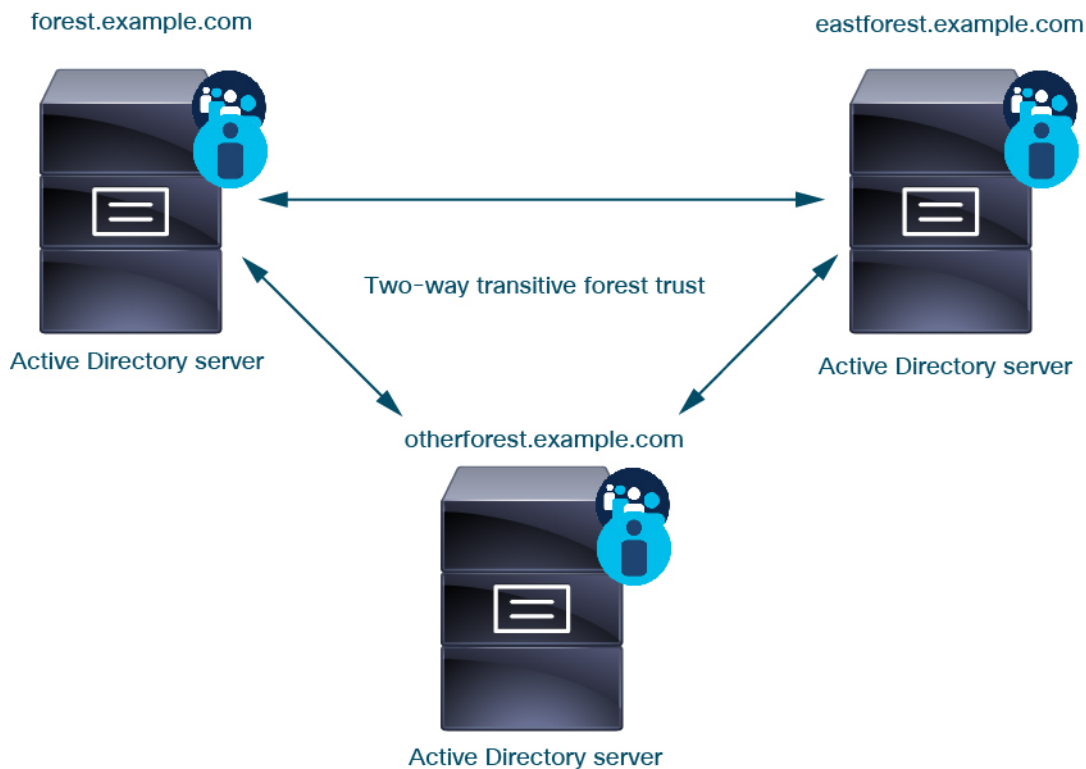 forest.example.com
eastforest.example.com
Two-way transitive forest trust
Active Directory server
Active Directory server
otherforest.example.com
Active Directory server